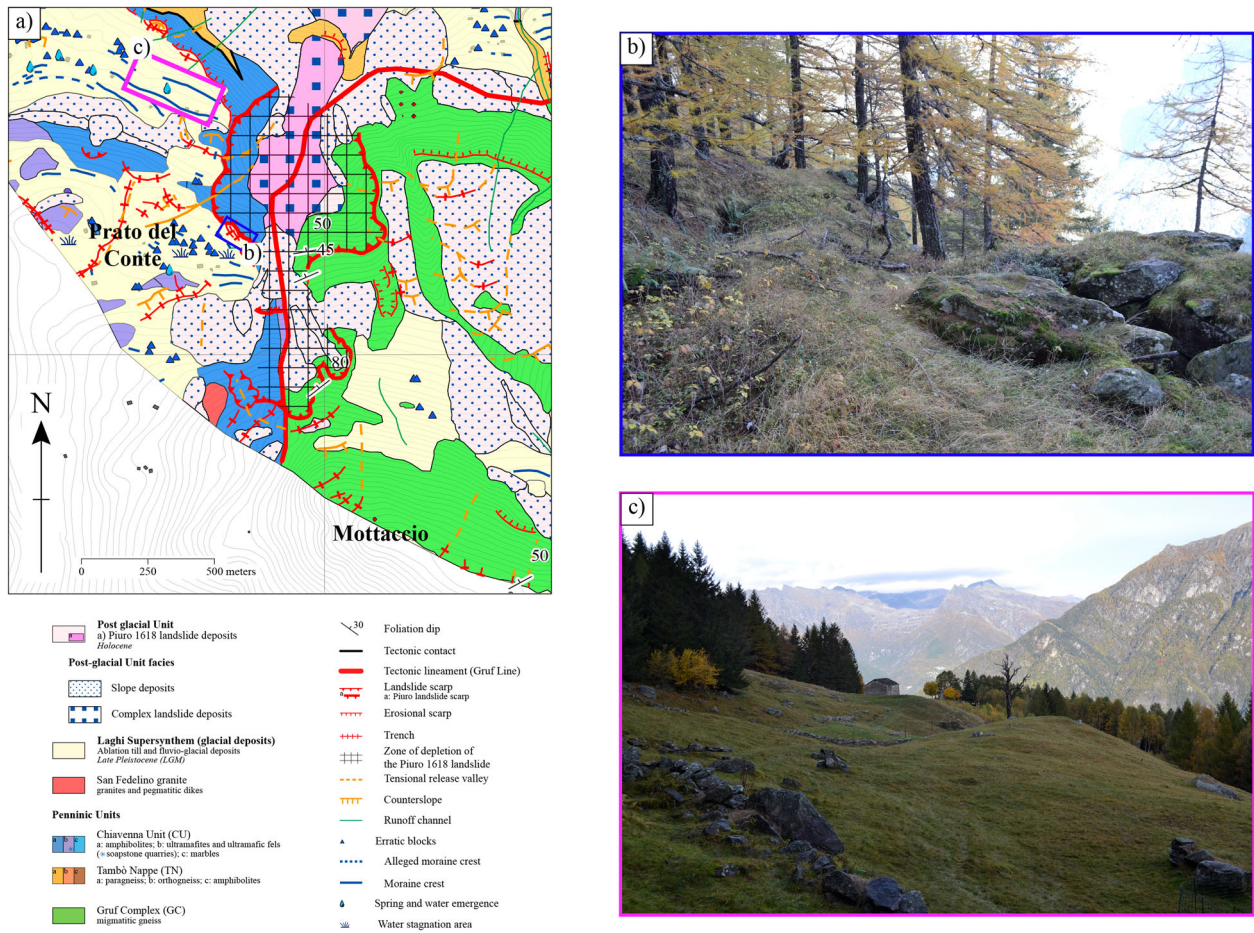 a)
c)
b)
Prato del
Conte
50
45
80
N
Mottaccio
50
0 250 500 meters
Post glacial Unit
a) Piuro 1618 landslide deposits
Holocene
Post-glacial Unit facies
Slope deposits
Complex landslide deposits
Laghi Supersynthem (glacial deposits)
Ablation till and fluvio-glacial deposits
Late Pleistocene (LGM)
San Fedelino granite
granites and pegmatitic dikes
Penninic Units
a b c
Chiavenna Unit (CU)
a: amphibolites; b: ultramafites and ultramafic fels
(*soapstone quarries); c: marbles
a b c
Tambò Nappe (TN)
a: paragneiss; b: orthogneiss; c: amphibolites
Gruf Complex (GC)
migmatitic gneiss
30 Foliation dip
Tectonic contact
Tectonic lineament (Gruf Line)
Landslide scarp
a a: Piuro landslide scarp
Erosional scarp
Trench
Zone of depletion of
the Piuro 1618 landslide
Tensional release valley
Counterslope
Runoff channel
Erratic blocks
Alleged moraine crest
Moraine crest
Spring and water emergence
Water stagnation area
b)
c)